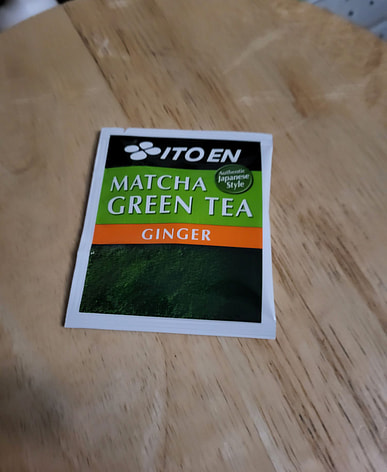 ITO EN
Authentic
Japanese
Style
MATCHA
GREEN TEA
GINGER